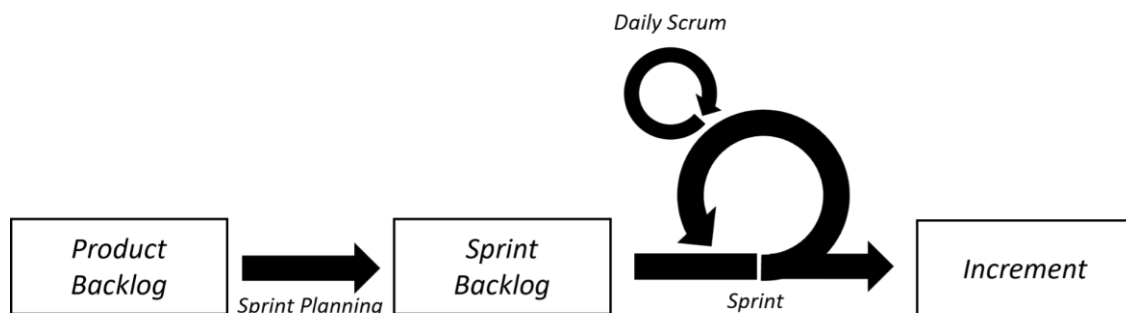 Daily Scrum
Product
Backlog
Sprint Planning
Sprint
Backlog
Sprint
Increment